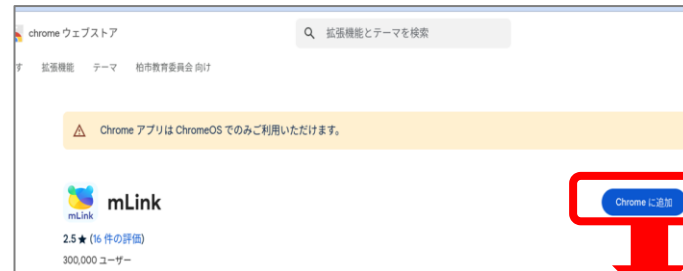 chrome ウェブストア
拡張機能とテーマを検索
す 拡張機能 テーマ 柏市教育委員会 向け
Chrome アプリは ChromeOS でのみご利用いただけます。
mLink
mLink
Chrome に追加
2.5★ (16 件の評価)
300,000 ユーザー